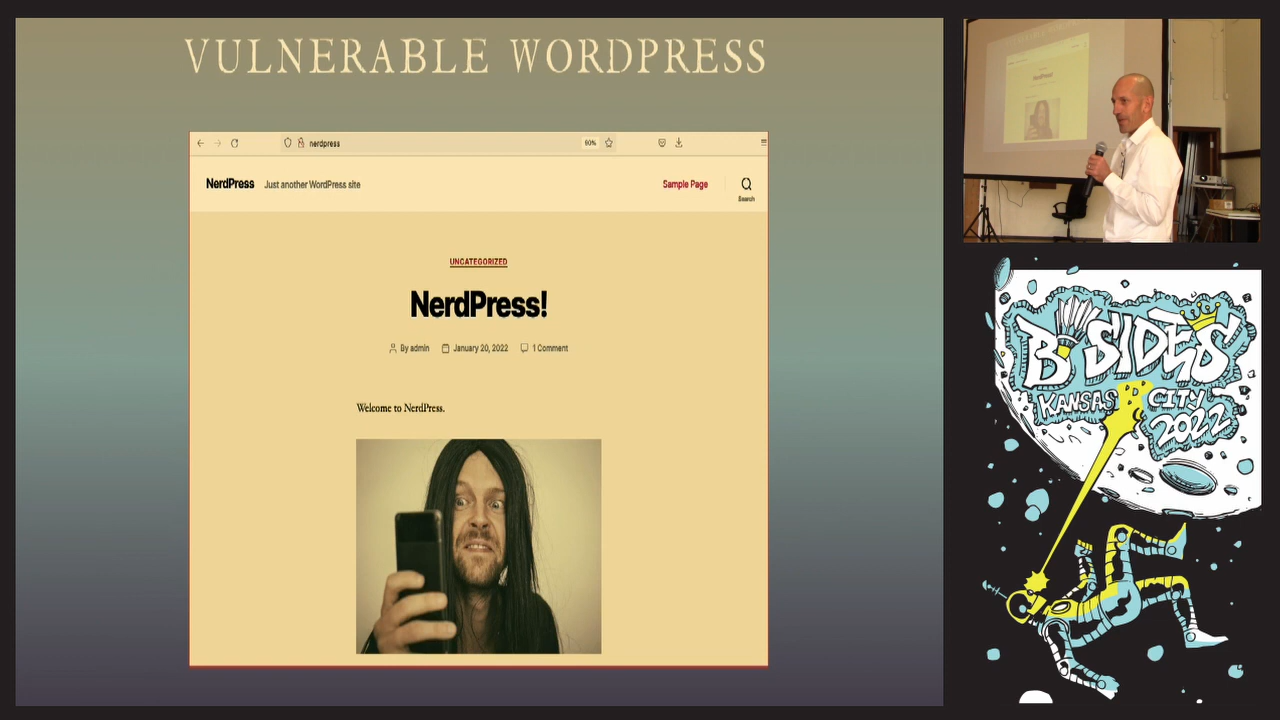 VULNERABLE WORDPRESS
nerdpress
90%
NerdPress Just another WordPress site
Sample Page
Search
UNCATEGORIZED
NerdPress!
By admin January 20, 2022 1 Comment
Welcome to NerdPress.
NerdPress!
B SIDES
KANSAS CITY
2022